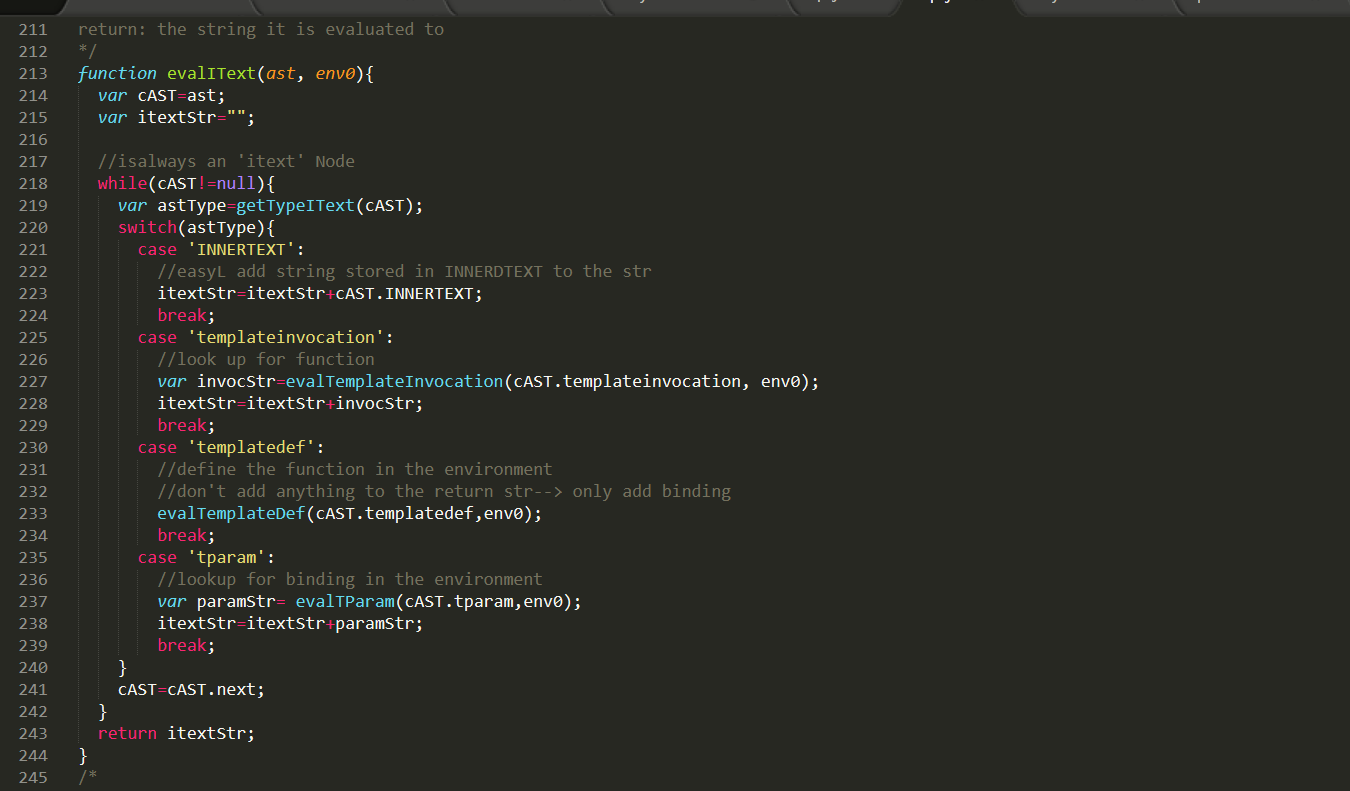 211 return: the string it is evaluated to
212 */
213 function evalIText(ast, env0){
214 var cAST=ast;
215 var itextStr="";
216
217 //isalways an 'itext' Node
218 while(cAST!=null){
219 var astType=getTypeIText(cAST);
220 switch(astType){
221 case 'INNERTEXT':
222 //easyL add string stored in INNERDTEXT to the str
223 itextStr=itextStr+cAST.INNERTEXT;
224 break;
225 case 'templateinvocation':
226 //look up for function
227 var invocStr=evalTemplateInvocation(cAST.templateinvocation, env0);
228 itextStr=itextStr+invocStr;
229 break;
230 case 'templatedef':
231 //define the function in the environment
232 //don't add anything to the return str--> only add binding
233 evalTemplateDef(cAST.templatedef,env0);
234 break;
235 case 'tparam':
236 //lookup for binding in the environment
237 var paramStr= evalTParam(cAST.tparam,env0);
238 itextStr=itextStr+paramStr;
239 break;
240 }
241 cAST=cAST.next;
242 }
243 return itextStr;
244 }
245 /*